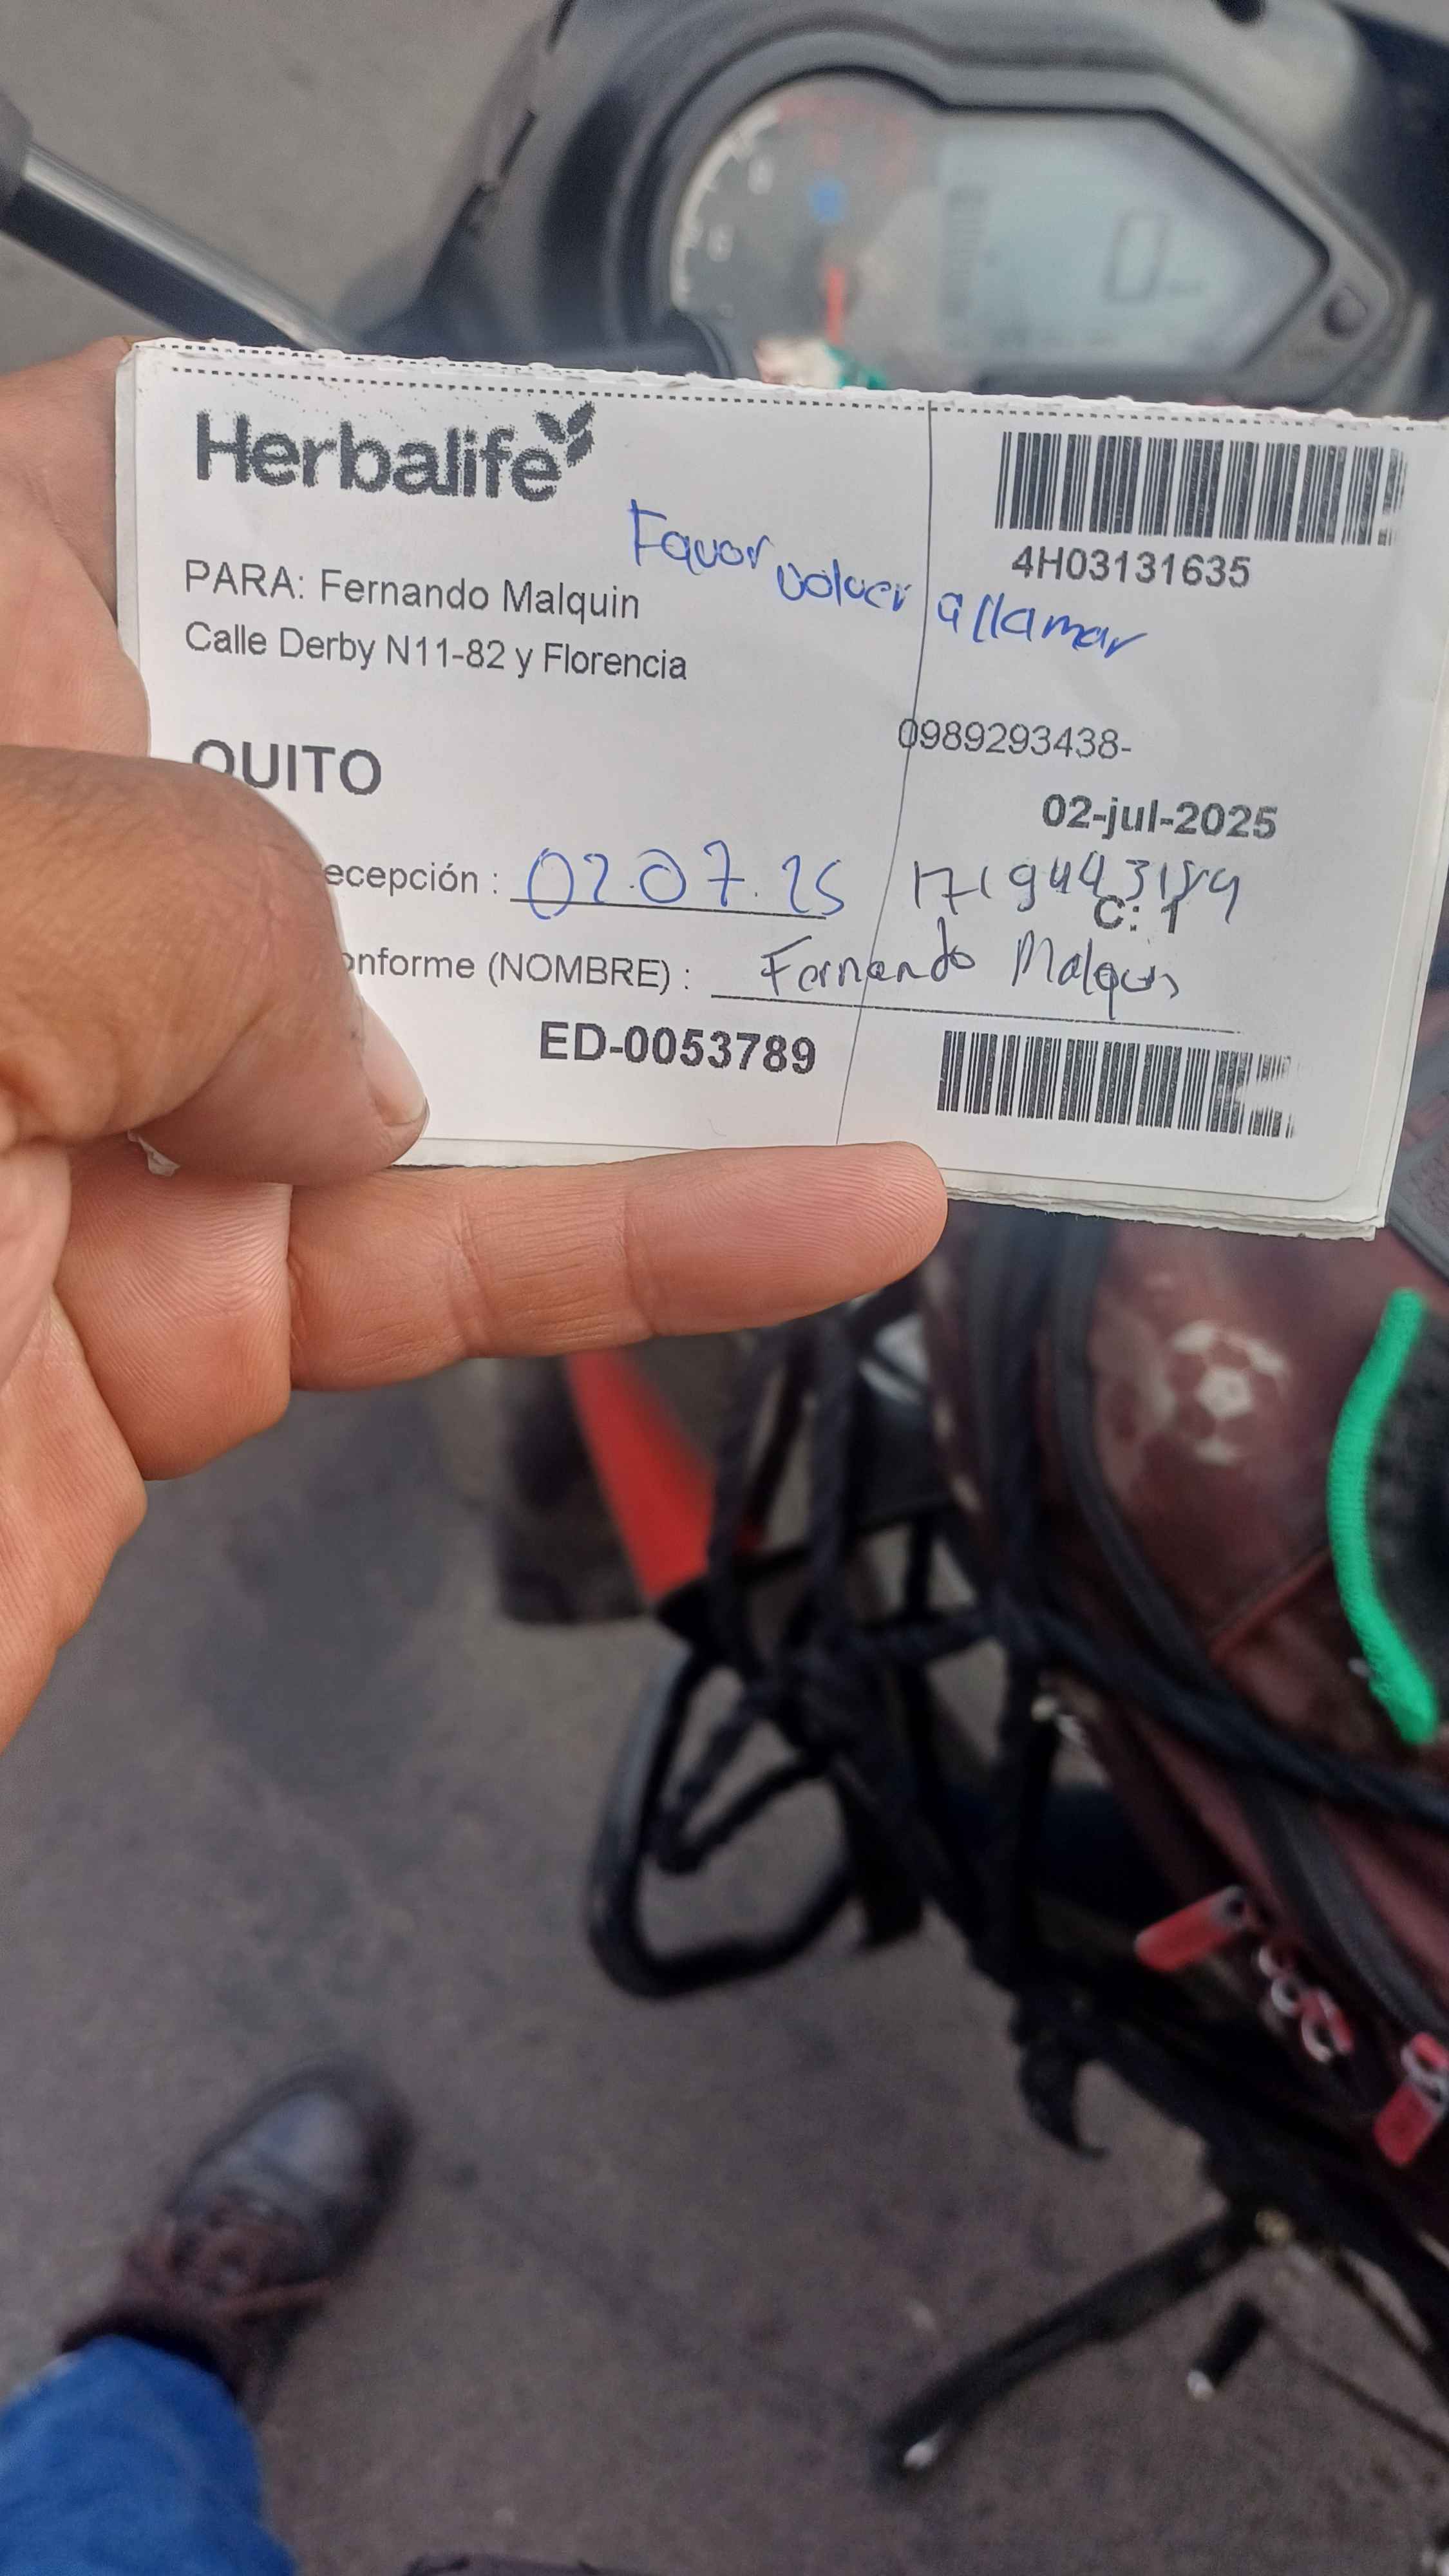 Herbalife
Favor volver a llamar
4H03131635
PARA: Fernando Malquin
Calle Derby N11-82 y Florencia
0989293438-
QUITO
02-jul-2025
ecepción : 02.07.25
C: 1
onforme (NOMBRE) : Fernando Malquin
ED-0053789